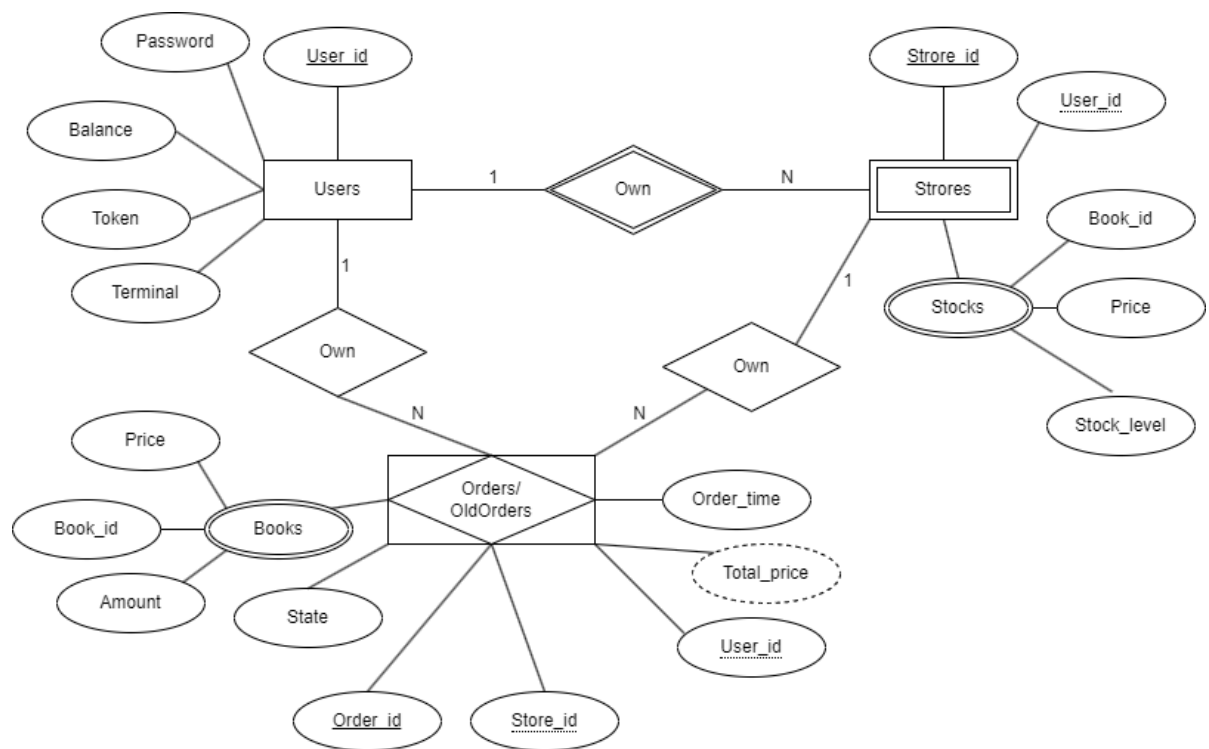 Password
User_id
Strore_id
User_id
Balance
Users
1
Own
N
Strores
Token
Book_id
Terminal
1
1
Stocks
Price
Own
Own
N
N
Stock_level
Price
Orders/
OldOrders
Order_time
Book_id
Books
Total_price
Amount
State
User_id
Order_id
Store_id